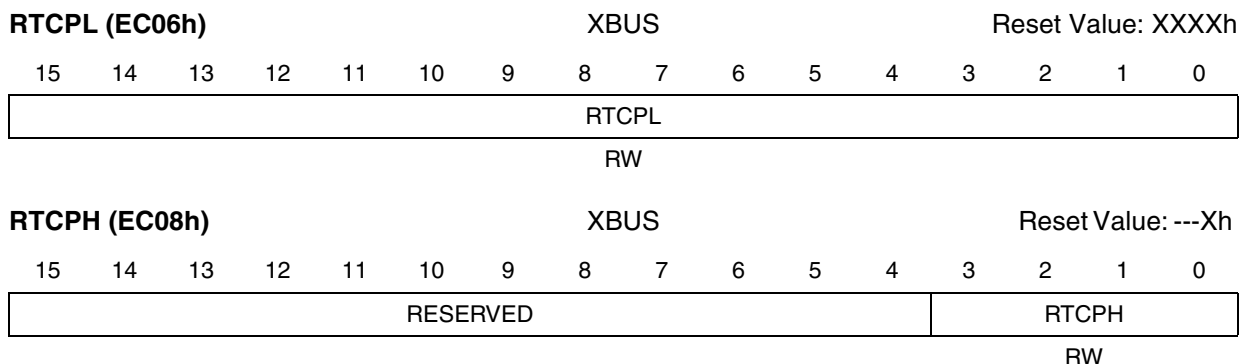 RTCPL (EC06h) XBUS Reset Value: XXXXh
15 14 13 12 11 10 9 8 7 6 5 4 3 2 1 0
RTCPL
RW
RTCPH (EC08h) XBUS Reset Value: ---Xh
15 14 13 12 11 10 9 8 7 6 5 4 3 2 1 0
RESERVED RTCPH
RW